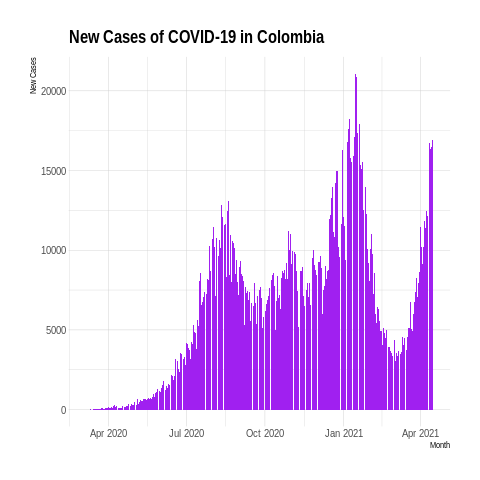 New Cases of COVID-19 in Colombia
New Cases
20000
15000
10000
5000
0
Apr 2020 Jul 2020 Oct 2020 Jan 2021 Apr 2021
Month